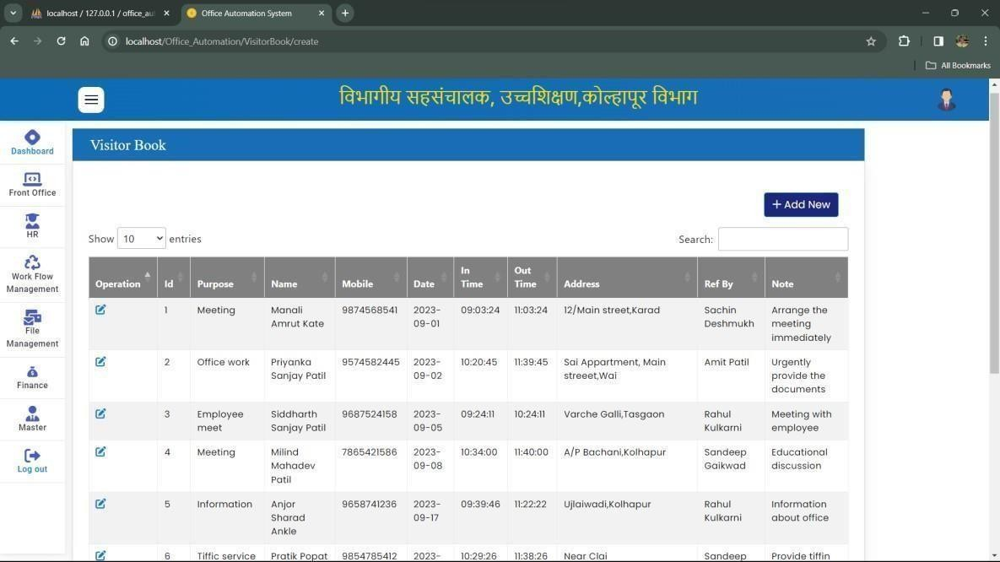 localhost / 127.0.0.1 / office_au
Office Automation System
localhost/Office_Automation/VisitorBook/create
All Bookmarks
विभागीय सहसंचालक, उच्चशिक्षण,कोल्हापूर विभाग
Dashboard
Front Office
HR
Work Flow
Management
File
Management
Finance
Master
Log out
Visitor Book
+ Add New
Show 10 entries
Search:
Operation Id Purpose Name Mobile Date In Time Out Time Address Ref By Note
1 Meeting Manali Amrut Kate 9874568541 2023-09-01 09:03:24 11:03:24 12/Main street,Karad Sachin Deshmukh Arrange the meeting immediately
2 Office work Priyanka Sanjay Patil 9574582445 2023-09-02 10:20:45 11:39:45 Sai Appartment, Main streeet,Wai Amit Patil Urgently provide the documents
3 Employee meet Siddharth Sanjay Patil 9687524158 2023-09-05 09:24:11 10:24:11 Varche Galli,Tasgaon Rahul Kulkarni Meeting with employee
4 Meeting Milind Mahadev Patil 7865421586 2023-09-08 10:34:00 11:40:00 A/P Bachani,Kolhapur Sandeep Gaikwad Educational discussion
5 Information Anjor Sharad Ankle 9658741236 2023-09-17 09:39:46 11:22:22 Ujlaiwadi,Kolhapur Rahul Kulkarni Information about office
6 Tiffic service Pratik Popat 9854785412 2023- 10:29:26 11:38:26 Near Clai Sandeep Provide tiffin